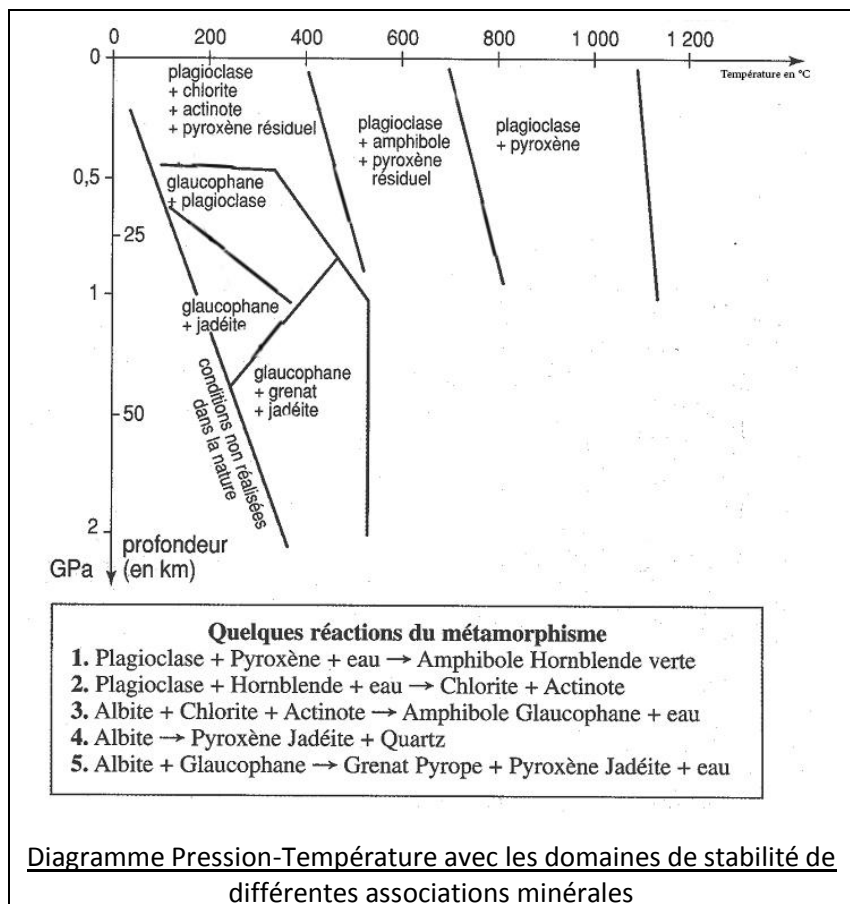 0
200
400
600
800
1 000
1 200
Température en °C
0
plagioclase
+ chlorite
+ actinote
+ pyroxène résiduel
plagioclase
+ amphibole
+ pyroxène
résiduel
plagioclase
+ pyroxène
0,5
glaucophane
+ plagioclase
25
1
glaucophane
+ jadéite
glaucophane
+ grenat
+ jadéite
50
conditions non réalisées
dans la nature
2
profondeur
GPa
(en km)
Quelques réactions du métamorphisme
1. Plagioclase + Pyroxène + eau → Amphibole Hornblende verte
2. Plagioclase + Hornblende + eau → Chlorite + Actinote
3. Albite + Chlorite + Actinote → Amphibole Glaucophane + eau
4. Albite → Pyroxène Jadéite + Quartz
5. Albite + Glaucophane → Grenat Pyrope + Pyroxène Jadéite + eau
Diagramme Pression-Température avec les domaines de stabilité de
différentes associations minérales